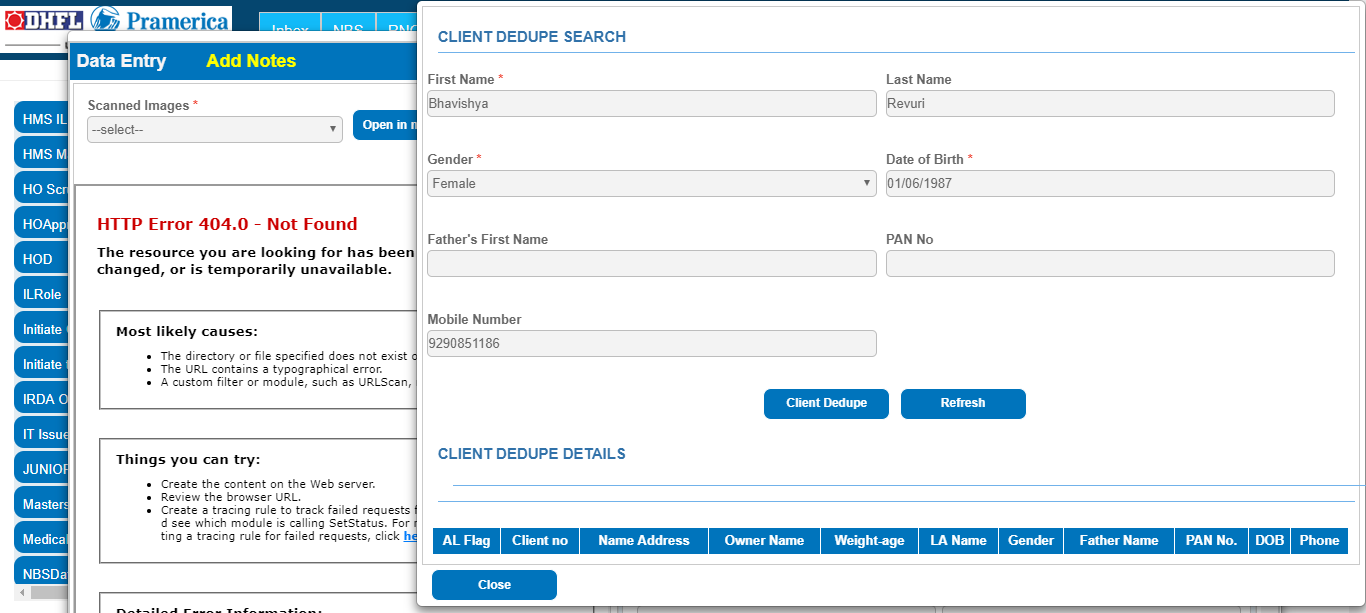 DHFL Pramerica
Inbox NBS
Data Entry Add Notes
Scanned Images *
--select--
Open in
HMS IL
HMS M
HO Scr
HOApp
HOD
ILRole
Initiate
Initiate
IRDA O
IT Issue
JUNIOR
Masters
Medical
NBSDa
HTTP Error 404.0 - Not Found
The resource you are looking for has been
changed, or is temporarily unavailable.
Most likely causes:
• The directory or file specified does not exist o
• The URL contains a typographical error.
• A custom filter or module, such as URLScan,
Things you can try:
• Create the content on the Web server.
• Review the browser URL.
• Create a tracing rule to track failed requests
d see which module is calling SetStatus. For
ting a tracing rule for failed requests, click he
Detailed Error Information:
CLIENT DEDUPE SEARCH
First Name * Last Name
Bhavishya Revuri
Gender * Date of Birth *
Female 01/06/1987
Father's First Name PAN No
Mobile Number
9290851186
Client Dedupe Refresh
CLIENT DEDUPE DETAILS
AL Flag Client no Name Address Owner Name Weight-age LA Name Gender Father Name PAN No. DOB Phone
Close